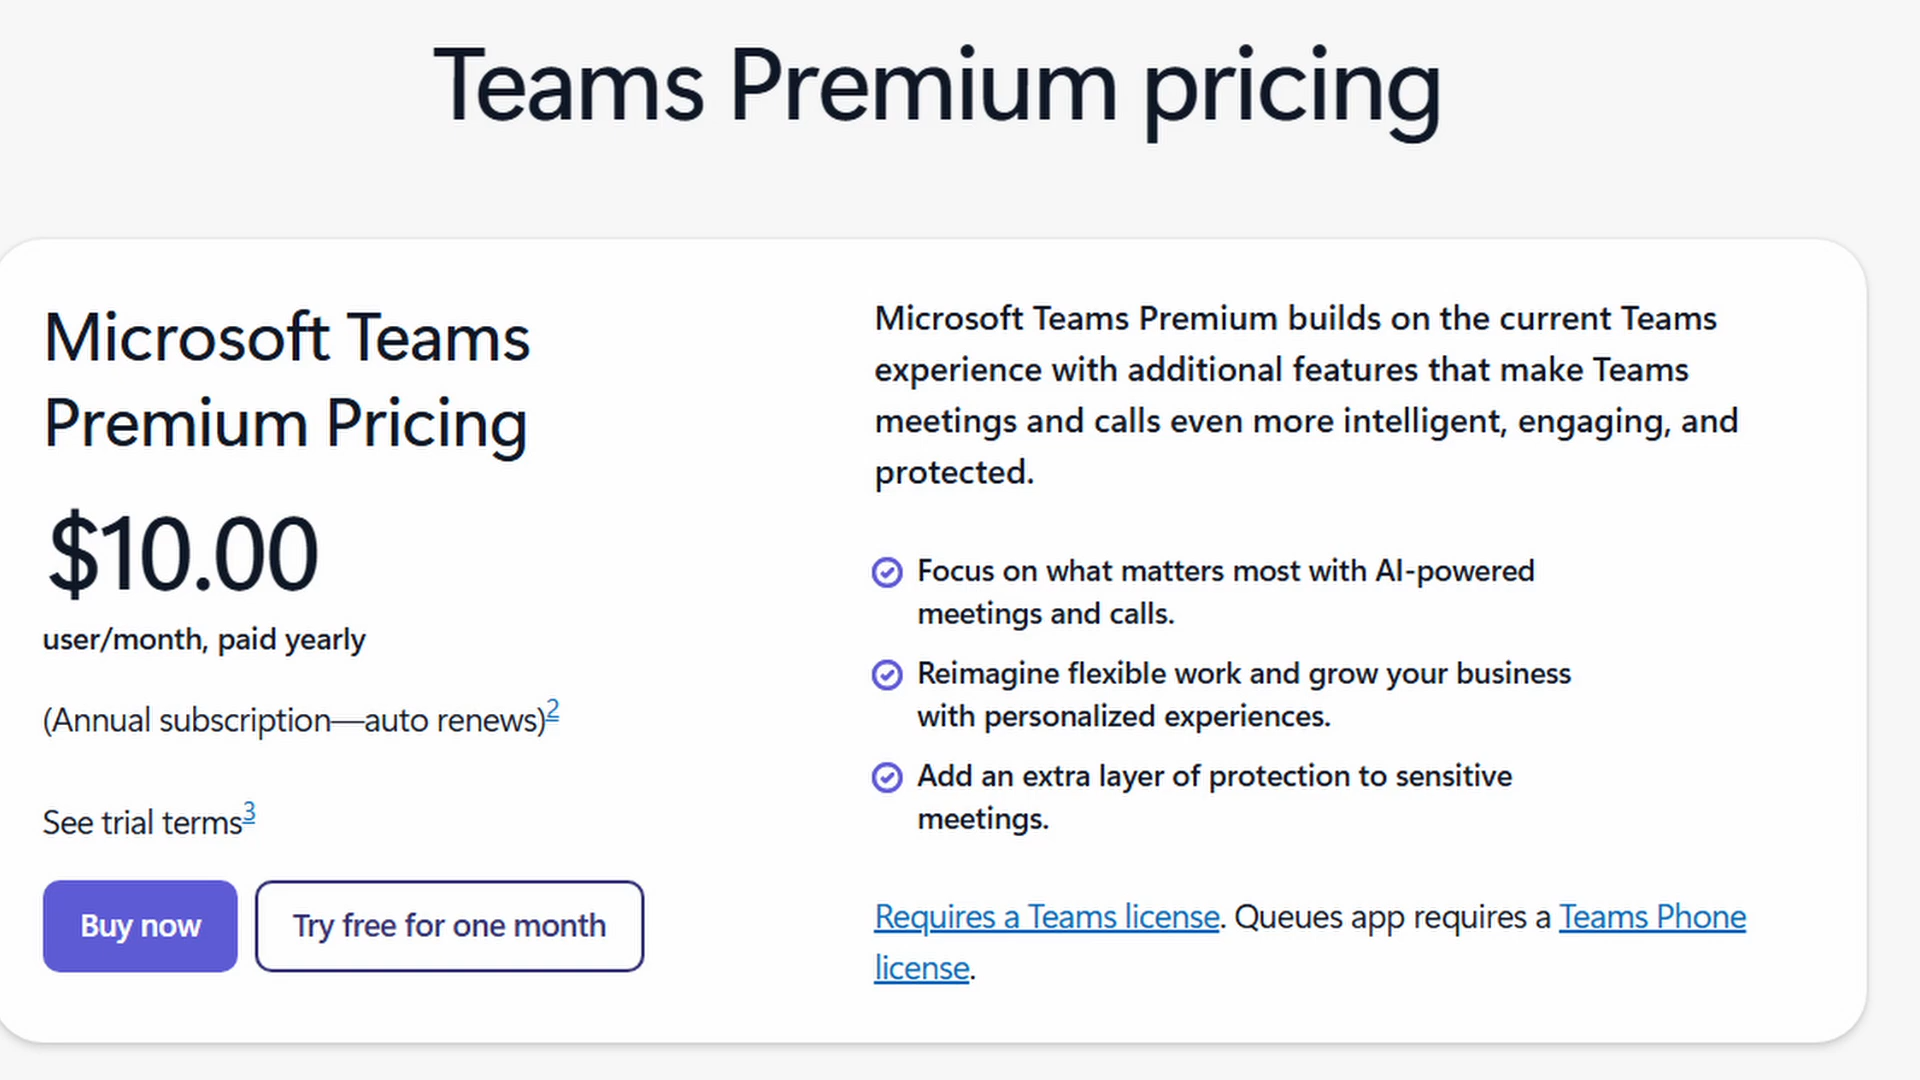 Teams Premium pricing
Microsoft Teams
Premium Pricing
$10.00
user/month, paid yearly
(Annual subscription—auto renews)2
See trial terms3
Buy now
Try free for one month
Microsoft Teams Premium builds on the current Teams
experience with additional features that make Teams
meetings and calls even more intelligent, engaging, and
protected.
Focus on what matters most with AI-powered
meetings and calls.
Reimagine flexible work and grow your business
with personalized experiences.
Add an extra layer of protection to sensitive
meetings.
Requires a Teams license. Queues app requires a Teams Phone
license.